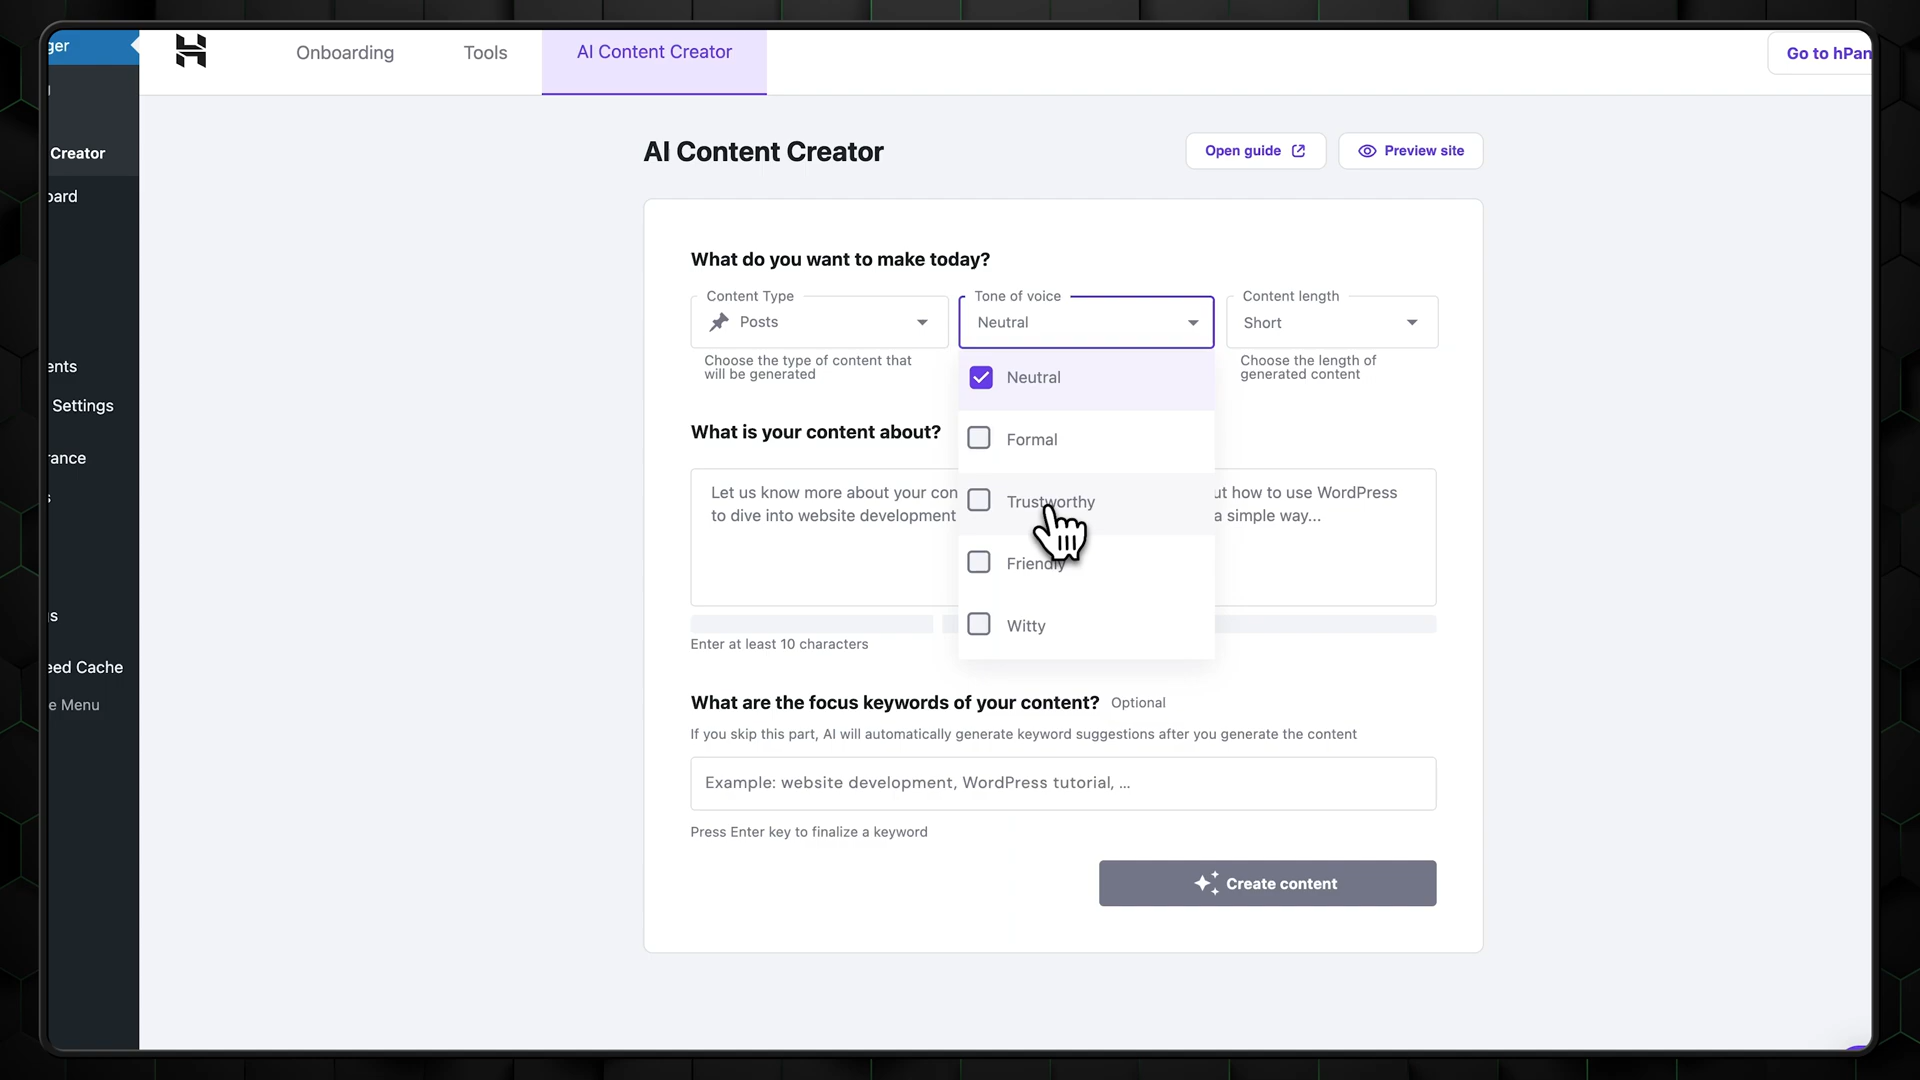 ger
Onboarding
Tools
AI Content Creator
Go to hPan
Creator
AI Content Creator
Open guide
Preview site
oard
What do you want to make today?
Content Type
Tone of voice
Content length
Posts
Neutral
Short
Choose the type of content that
will be generated
Choose the length of
generated content
Neutral
ents
Settings
What is your content about?
Formal
rance
s
Let us know more about your con
ut how to use WordPress
to dive into website development
a simple way...
Trustworthy
Friendly
Witty
s
Enter at least 10 characters
eed Cache
e Menu
What are the focus keywords of your content? Optional
If you skip this part, AI will automatically generate keyword suggestions after you generate the content
Example: website development, WordPress tutorial, ...
Press Enter key to finalize a keyword
Create content